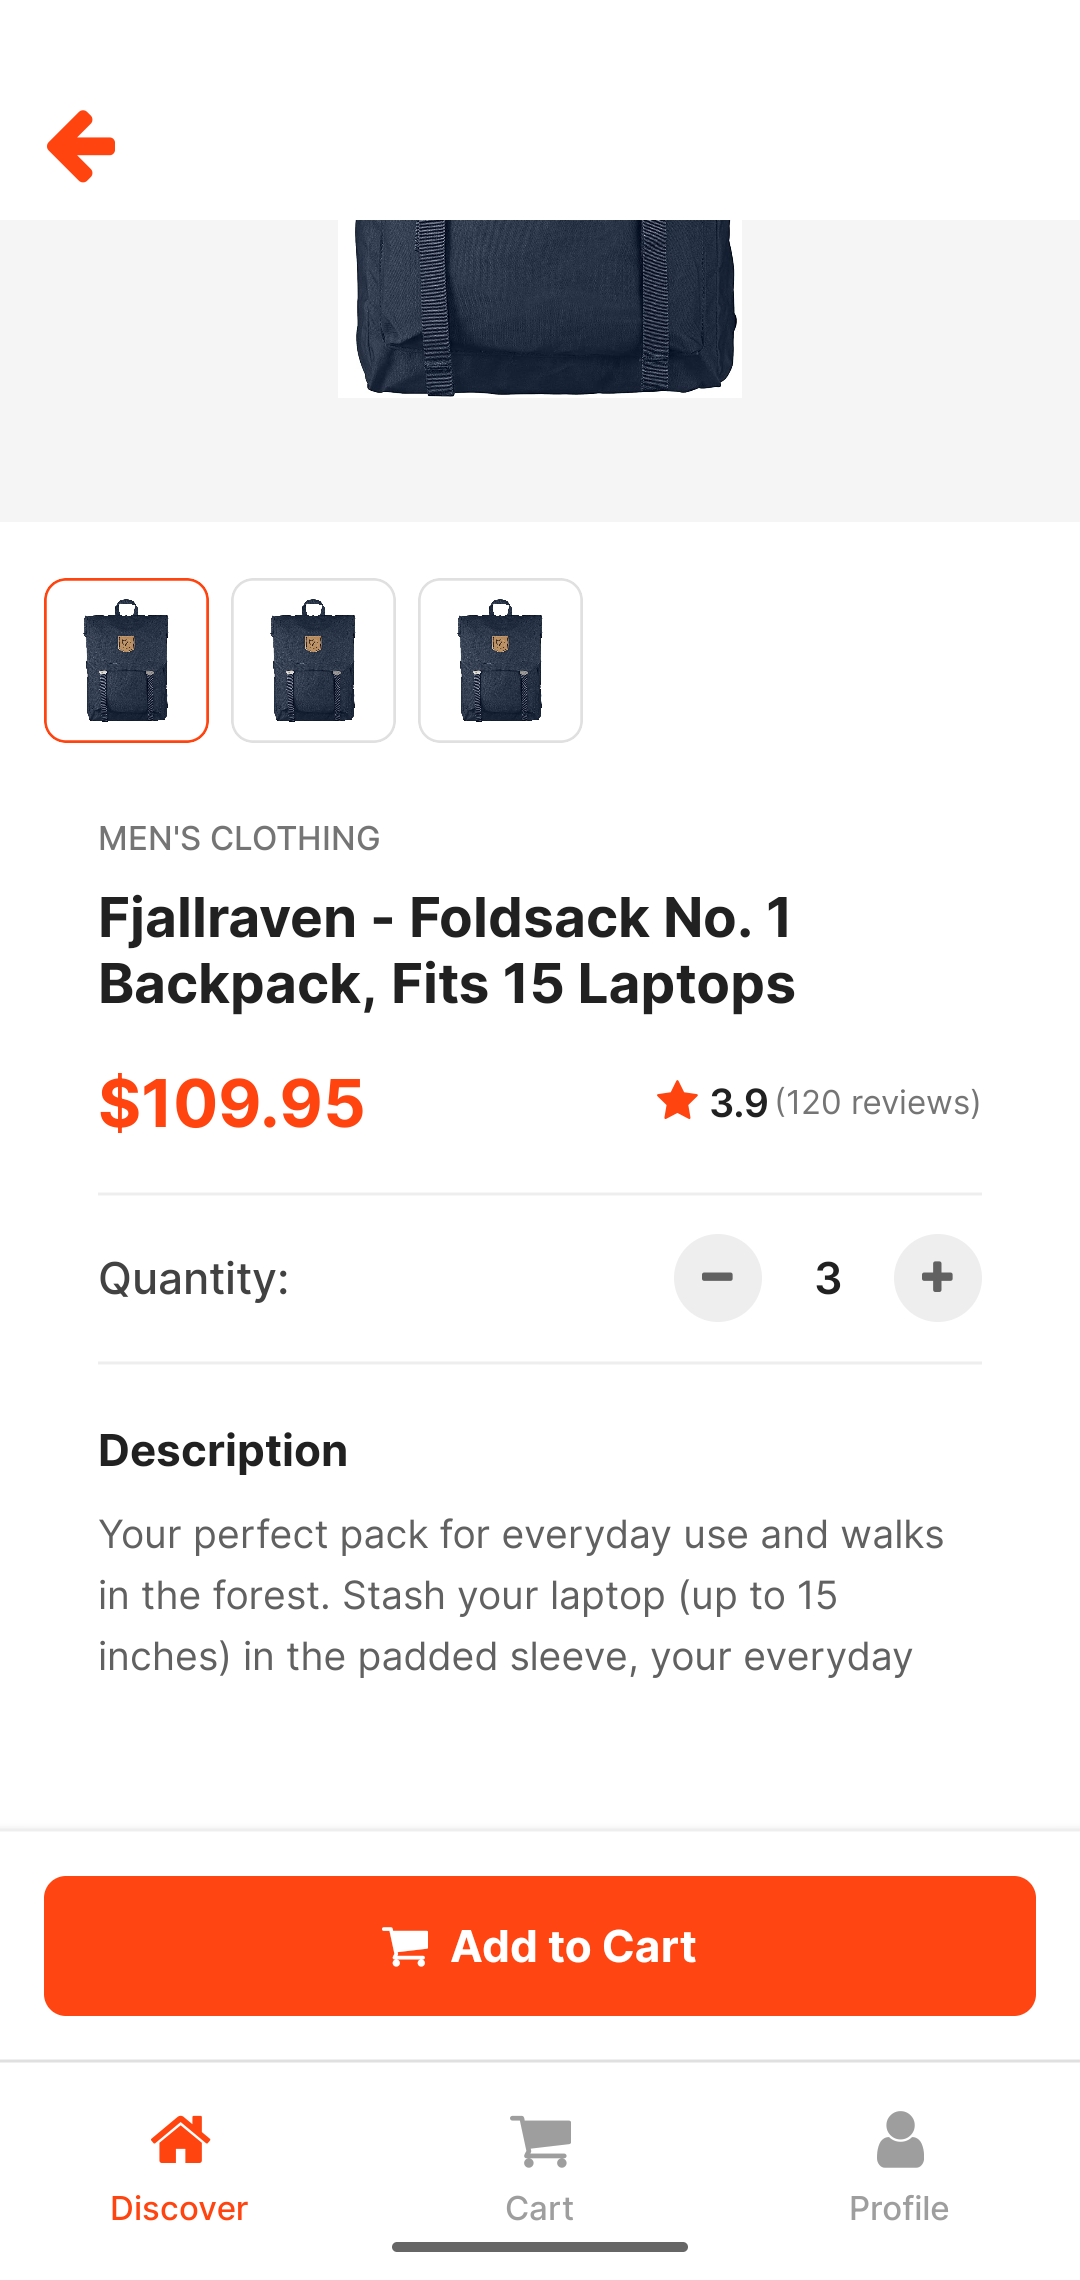 MEN'S CLOTHING
Fjallraven - Foldsack No. 1
Backpack, Fits 15 Laptops
$109.95
3.9 (120 reviews)
Quantity:
3
Description
Your perfect pack for everyday use and walks
in the forest. Stash your laptop (up to 15
inches) in the padded sleeve, your everyday
Add to Cart
Discover
Cart
Profile